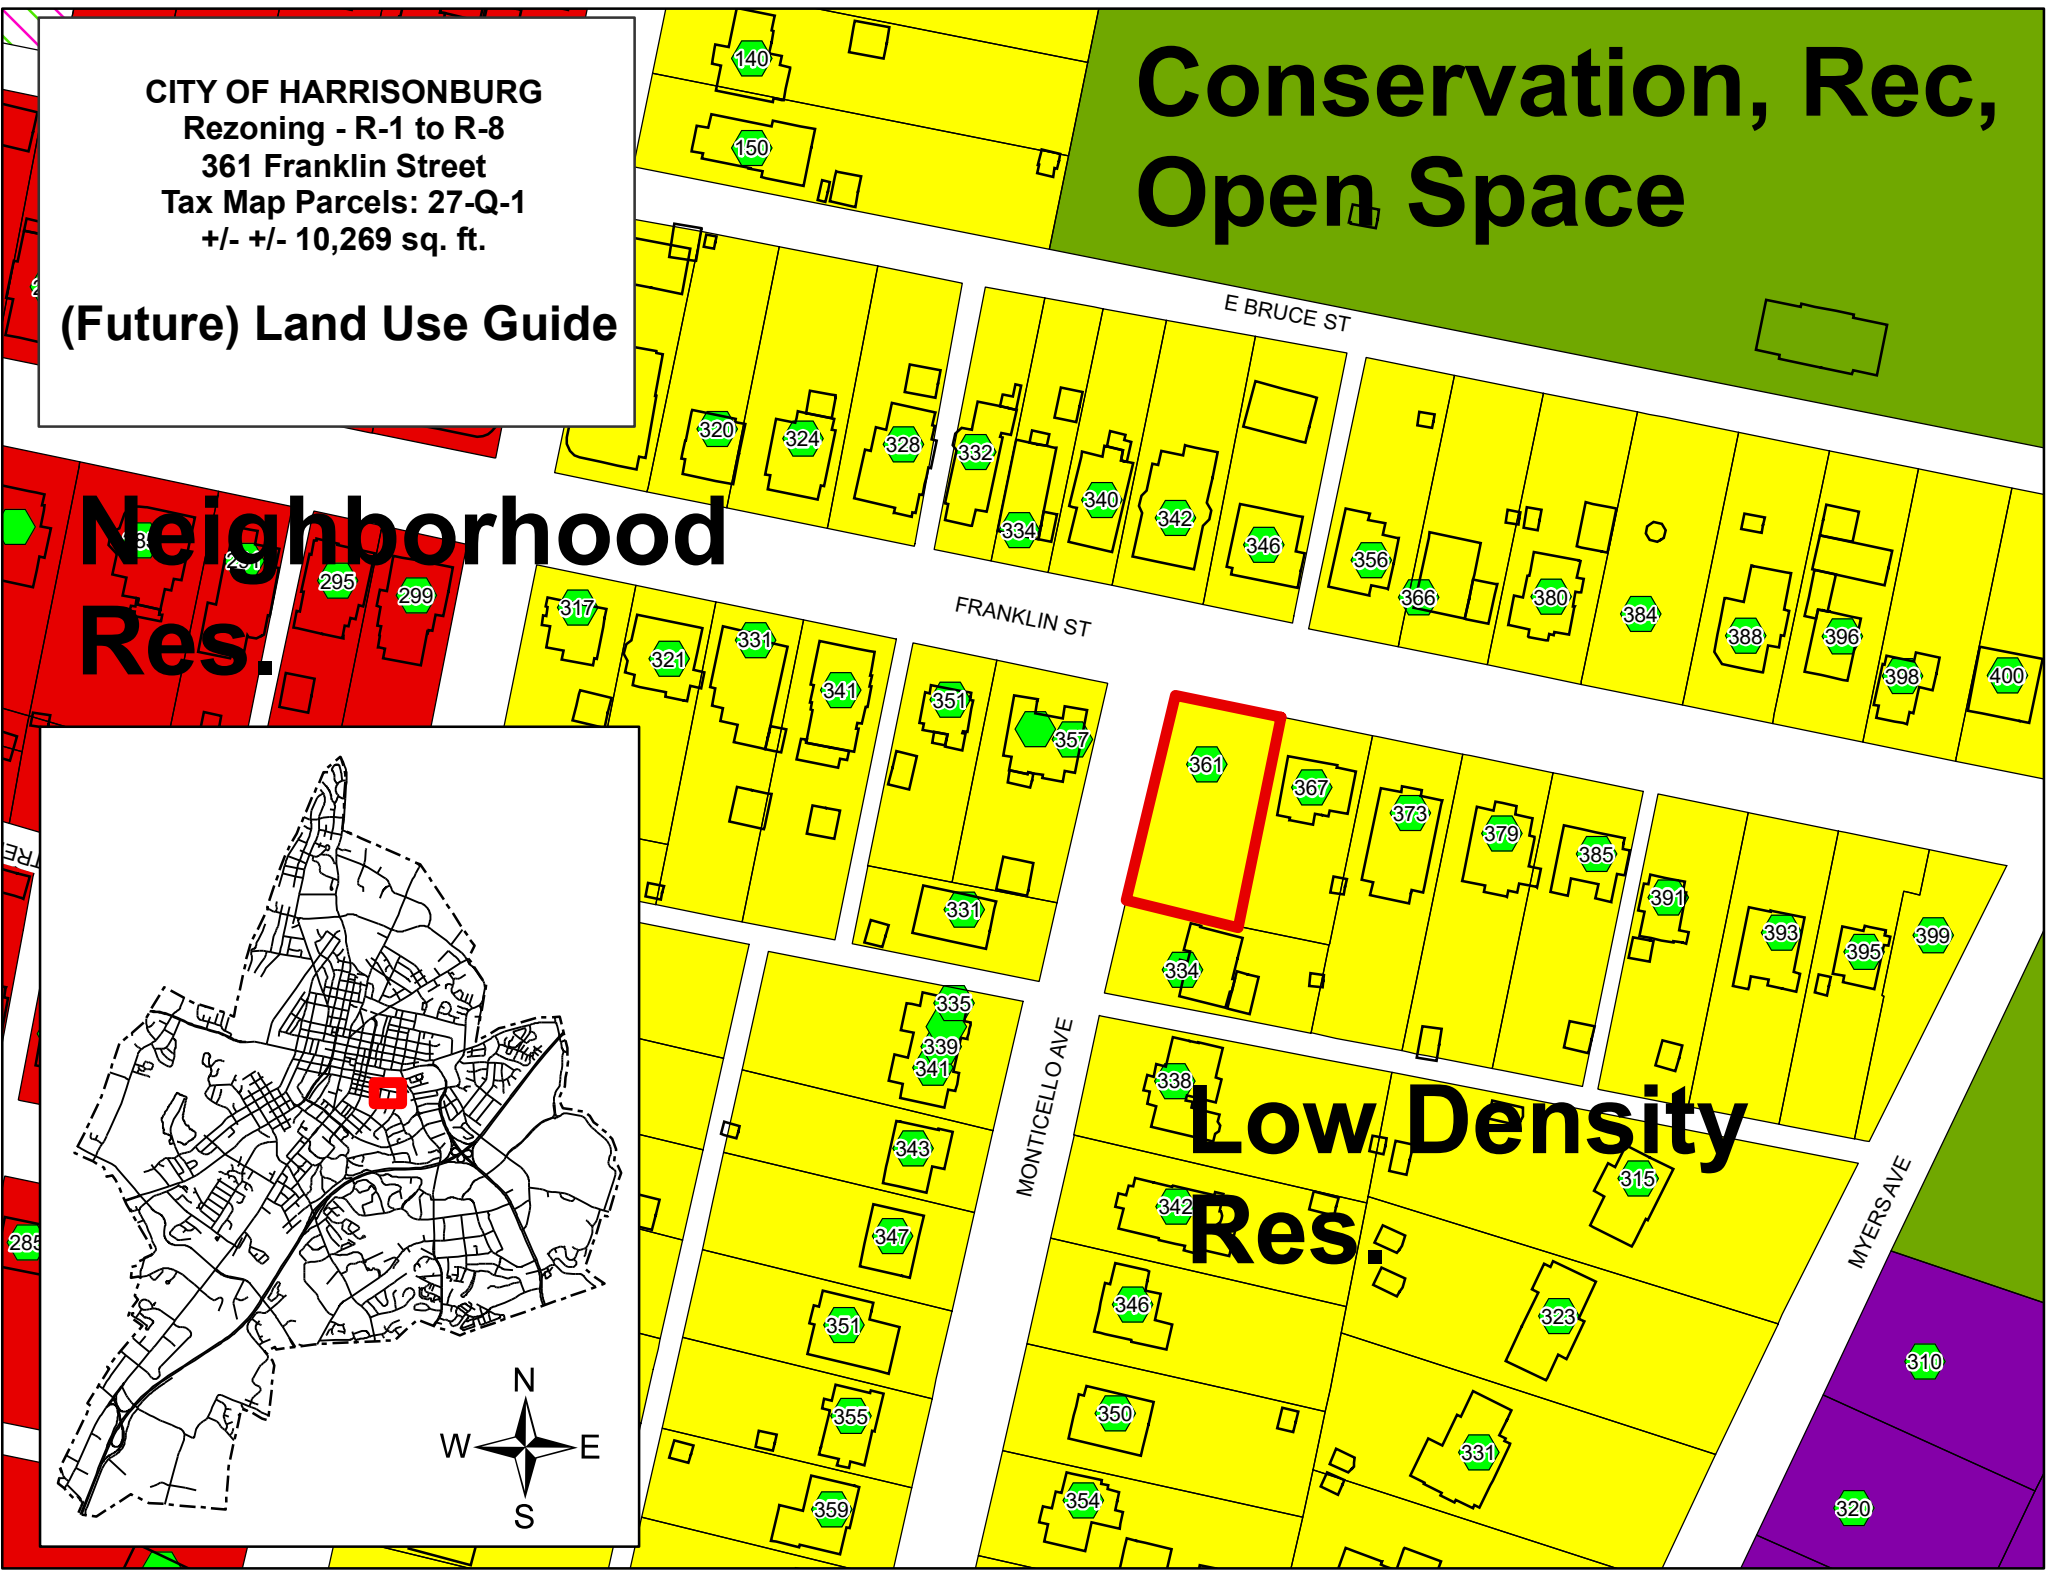 CITY OF HARRISONBURG
Rezoning - R-1 to R-8
361 Franklin Street
Tax Map Parcels: 27-Q-1
+/- +/- 10,269 sq. ft.
(Future) Land Use Guide
Conservation, Rec,
Open Space
140
150
E BRUCE ST
320
324
328
332
334
340
342
346
356
366
380
384
388
396
398
400
Neighborhood
Res.
295
299
FRANKLIN ST
317
321
331
341
351
357
361
367
373
379
385
391
393
395
399
331
334
335
339
341
343
347
351
355
359
MONTICELLO AVE
338
342
346
350
354
Low Density
Res.
315
323
331
MYERS AVE
310
320
285
N
W
E
S